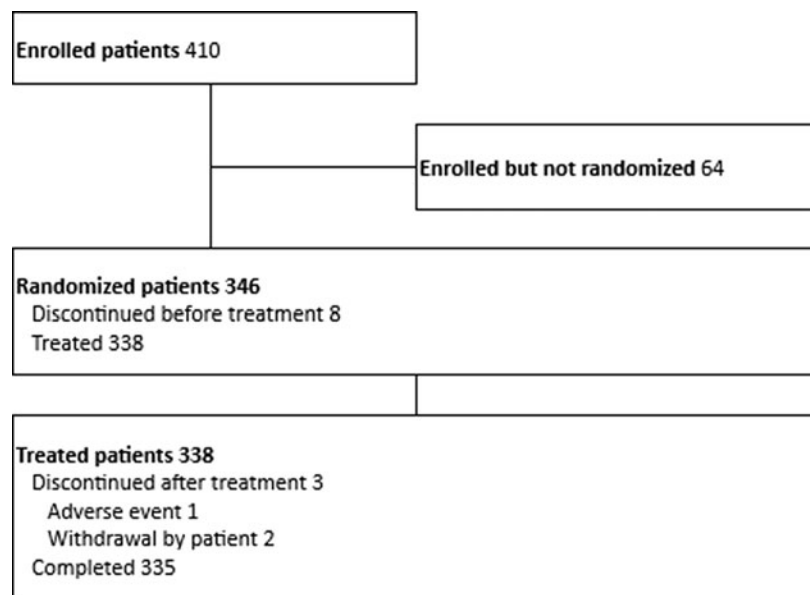 Enrolled patients 410
Enrolled but not randomized 64
Randomized patients 346
Discontinued before treatment 8
Treated 338
Treated patients 338
Discontinued after treatment 3
Adverse event 1
Withdrawal by patient 2
Completed 335